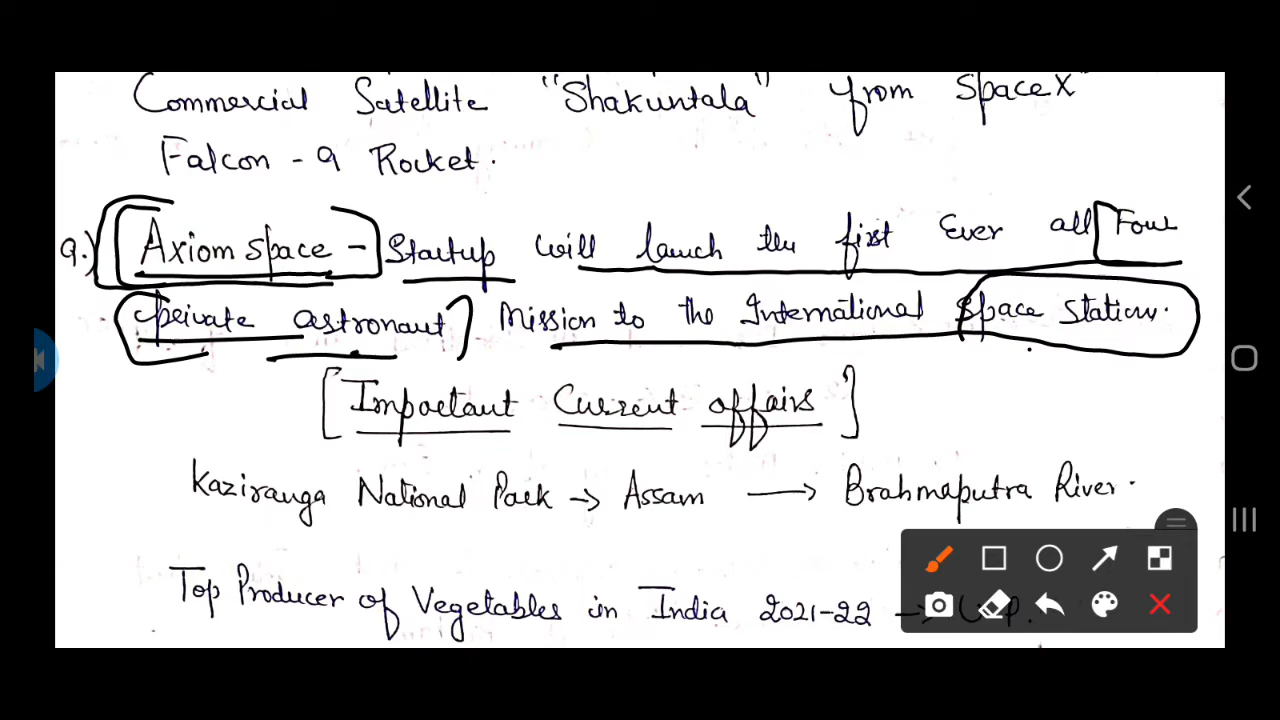 Commercial Satellite "Shakuntala" from SpaceX
Falcon - 9 Rocket.
9.) Axiom space - Startup will lauch the first Ever all Four
private astronaut Mission to the International space station.
[Important Current affairs]
Kaziranga National Park → Assam → Brahmaputra River.
Top Producer of Vegetables in India 2021-22 → U.P.